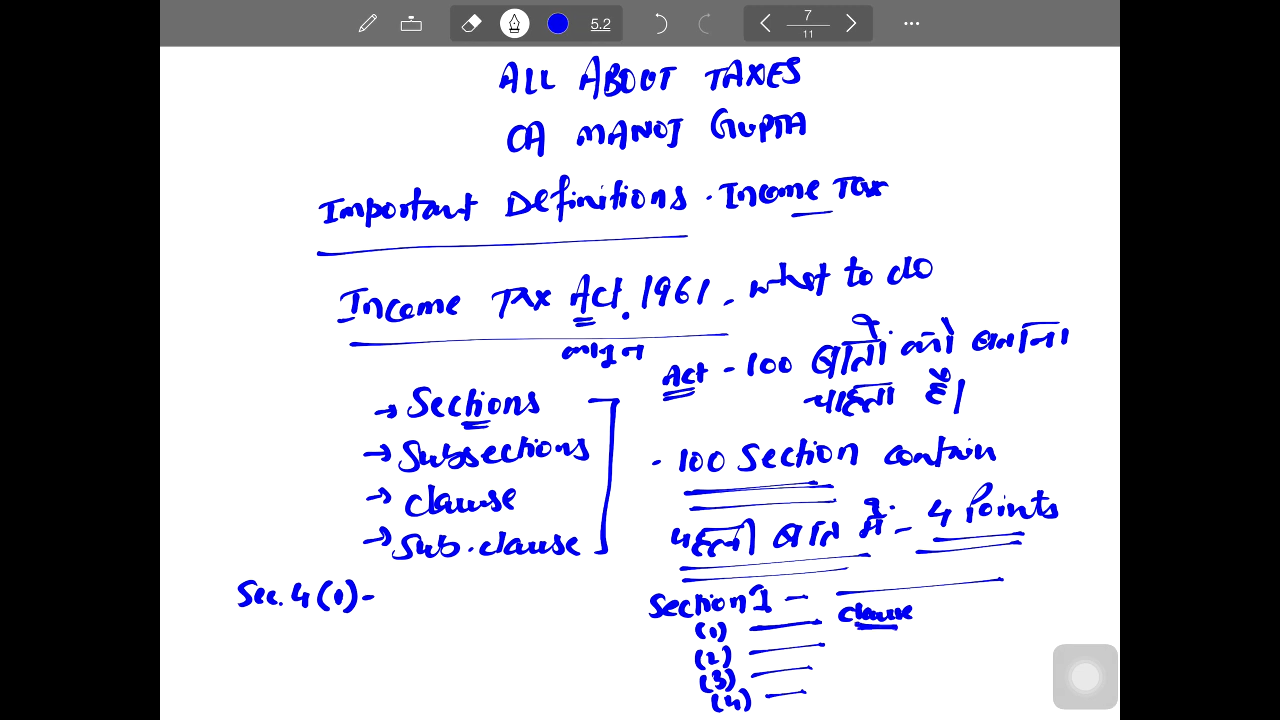 5.2
7
11
ALL ABOUT TAXES
CA MANOJ GUPTA
Important Definitions . Income Tax
Income Tax Act. 1961 - what to do
कानून
Act - 100 बातों को बताना
चाहता है।
→ Sections
→ Subsections
→ clause
→ Sub.clause
- 100 Section contain
पहली बात में - 4 Points
Sec. 4 (1) -
Section 1 -
clause
(1)
(2)
(3)
(4)